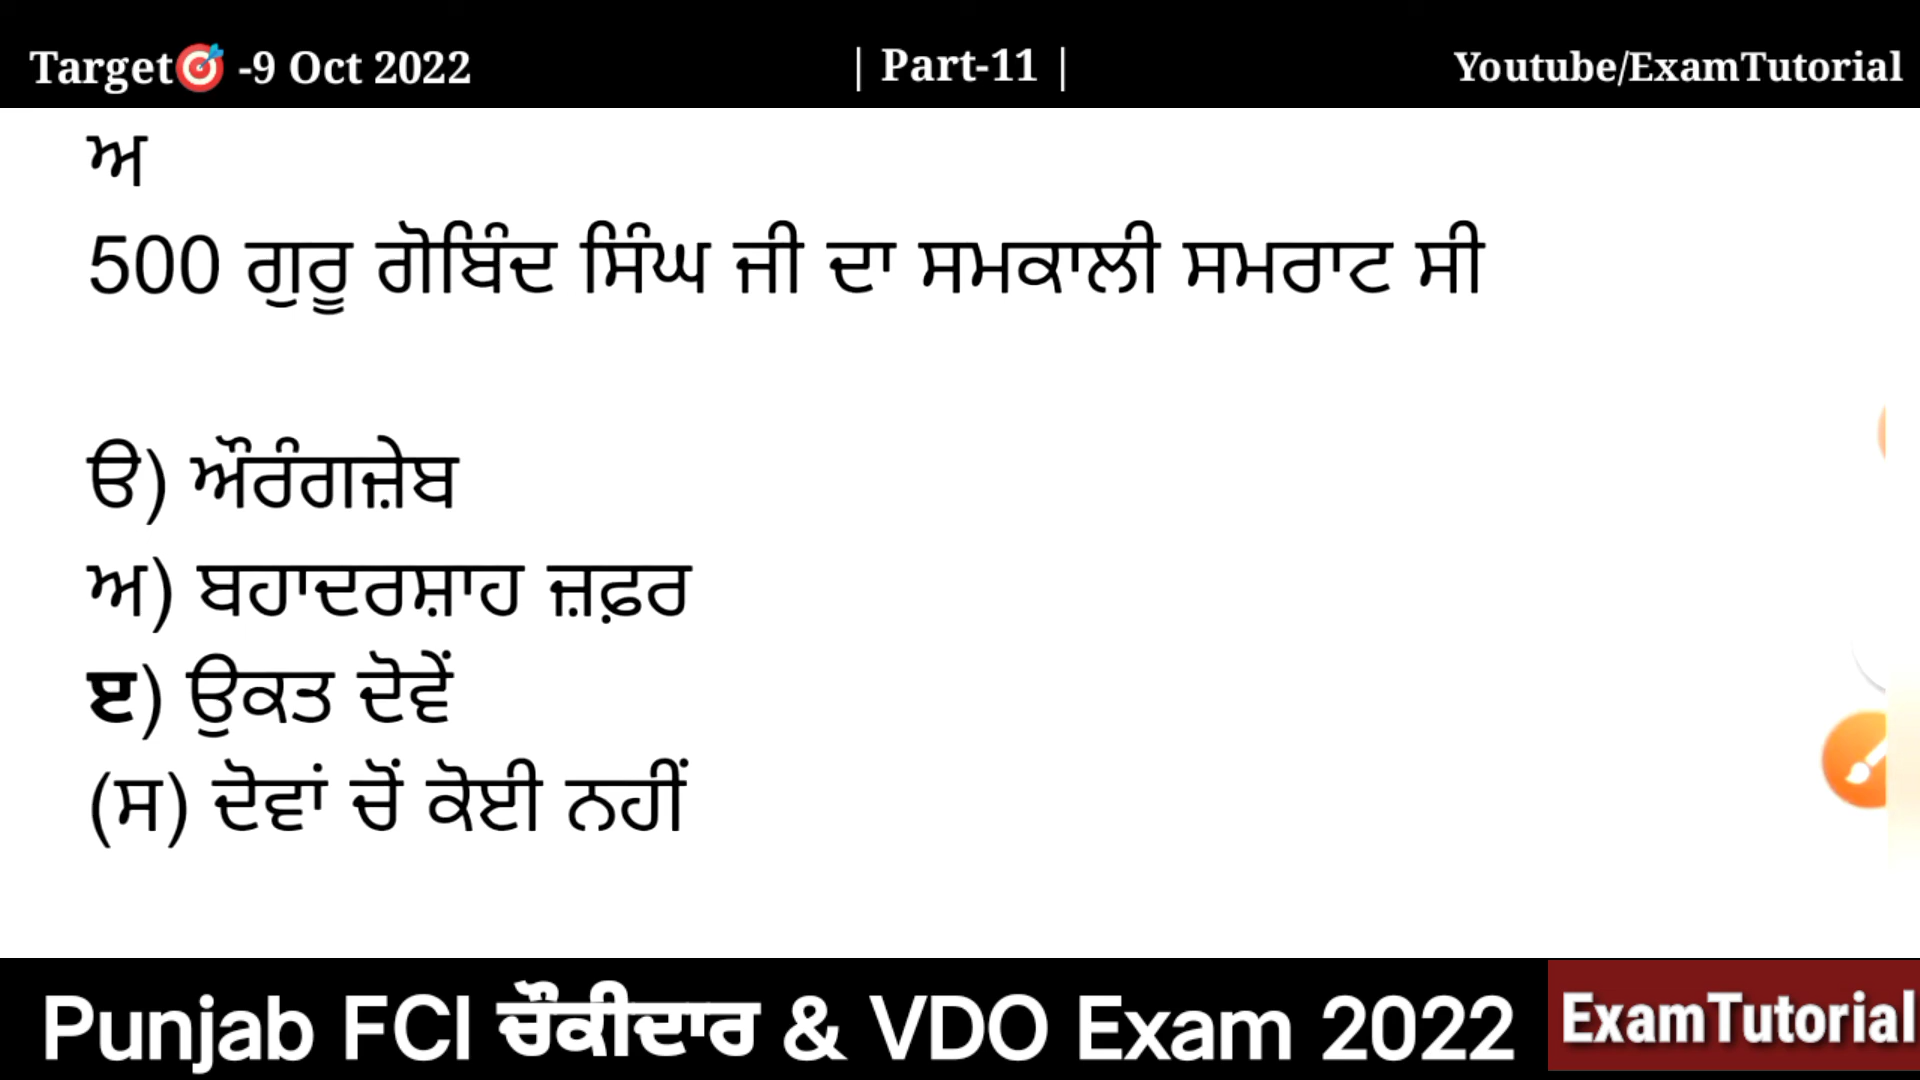 Target🎯 -9 Oct 2022
| Part-11 |
Youtube/ExamTutorial
ਅ
500 ਗੁਰੂ ਗੋਬਿੰਦ ਸਿੰਘ ਜੀ ਦਾ ਸਮਕਾਲੀ ਸਮਰਾਟ ਸੀ
ੳ) ਔਰੰਗਜ਼ੇਬ
ਅ) ਬਹਾਦਰਸ਼ਾਹ ਜ਼ਫ਼ਰ
ੲ) ਉਕਤ ਦੋਵੇਂ
(ਸ) ਦੋਵਾਂ ਚੋਂ ਕੋਈ ਨਹੀਂ
Punjab FCI ਚੌਕੀਦਾਰ & VDO Exam 2022
ExamTutorial